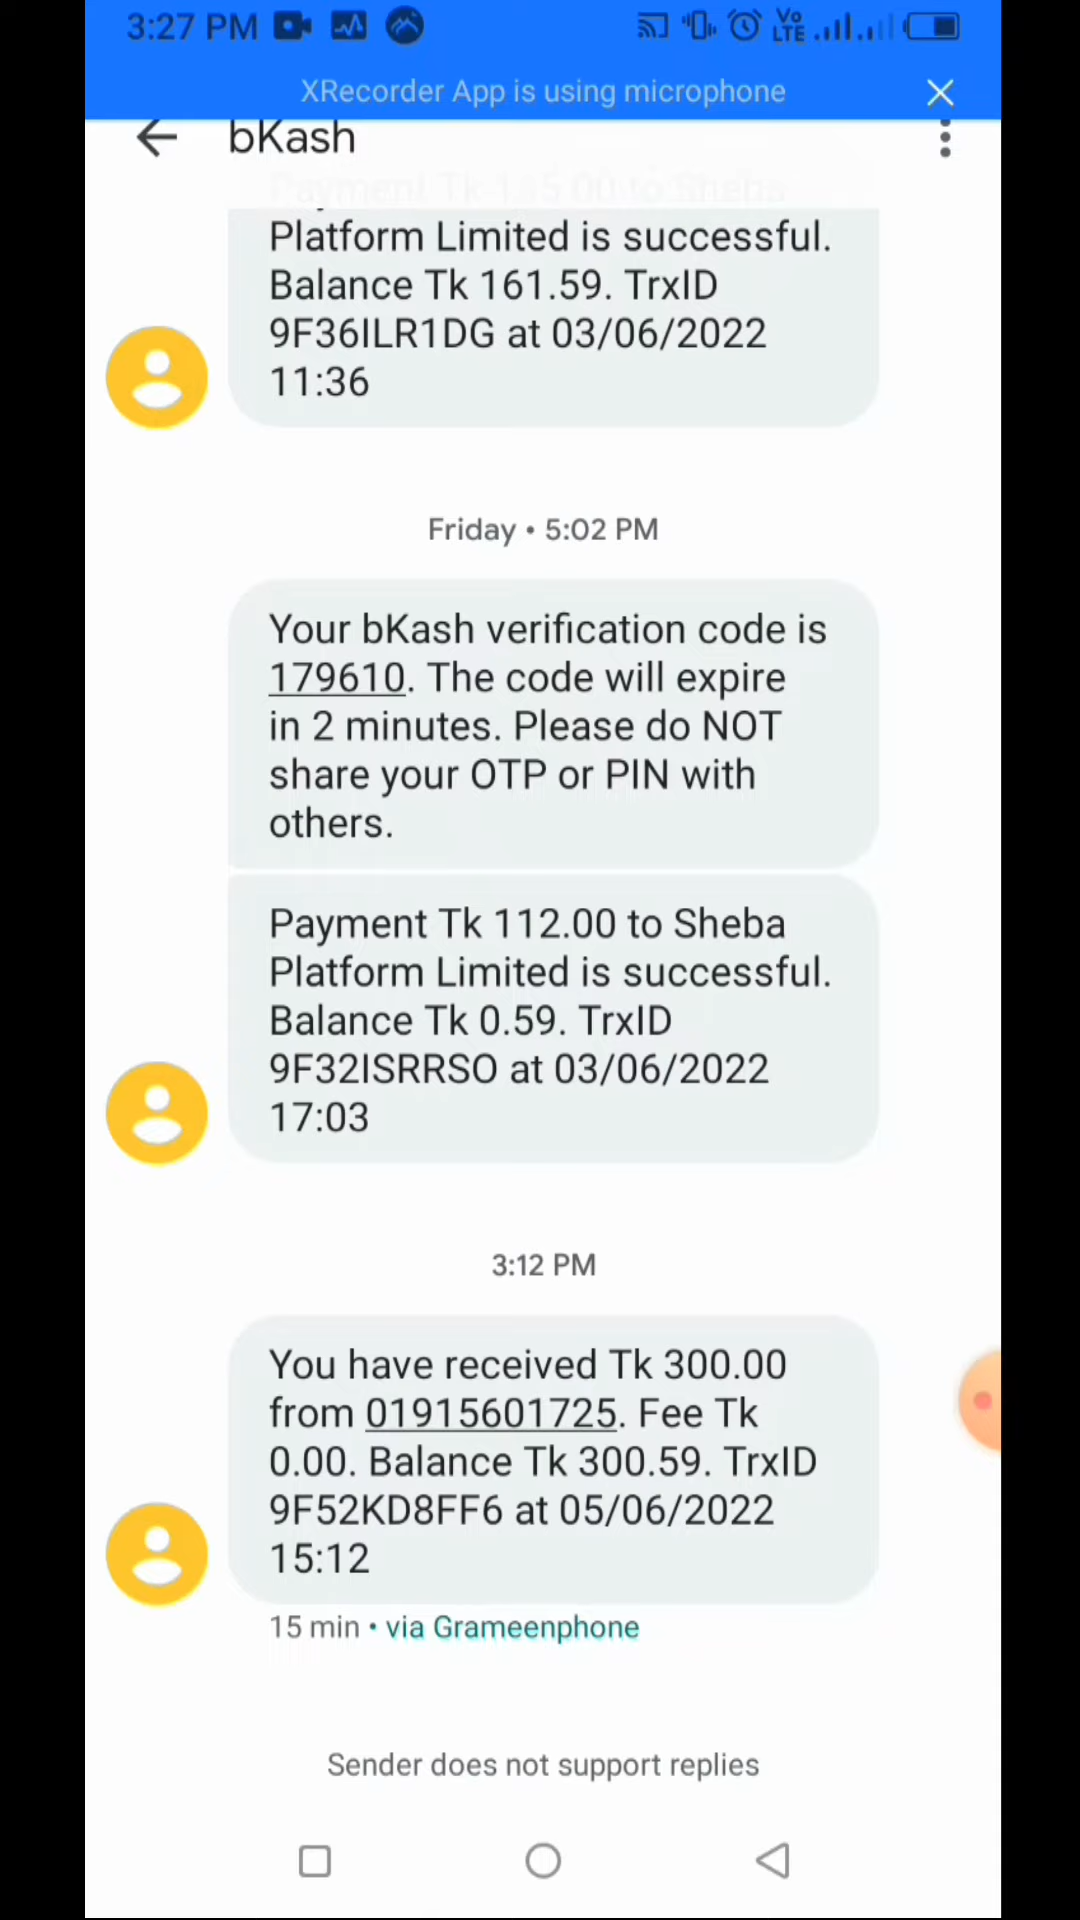 3:27 PM
Vo
LTE
XRecorder App is using microphone
bKash
Platform Limited is successful.
Balance Tk 161.59. TrxID
9F36ILR1DG at 03/06/2022
11:36
Friday • 5:02 PM
Your bKash verification code is
179610. The code will expire
in 2 minutes. Please do NOT
share your OTP or PIN with
others.
Payment Tk 112.00 to Sheba
Platform Limited is successful.
Balance Tk 0.59. TrxID
9F32ISRRSO at 03/06/2022
17:03
3:12 PM
You have received Tk 300.00
from 01915601725. Fee Tk
0.00. Balance Tk 300.59. TrxID
9F52KD8FF6 at 05/06/2022
15:12
15 min • via Grameenphone
Sender does not support replies